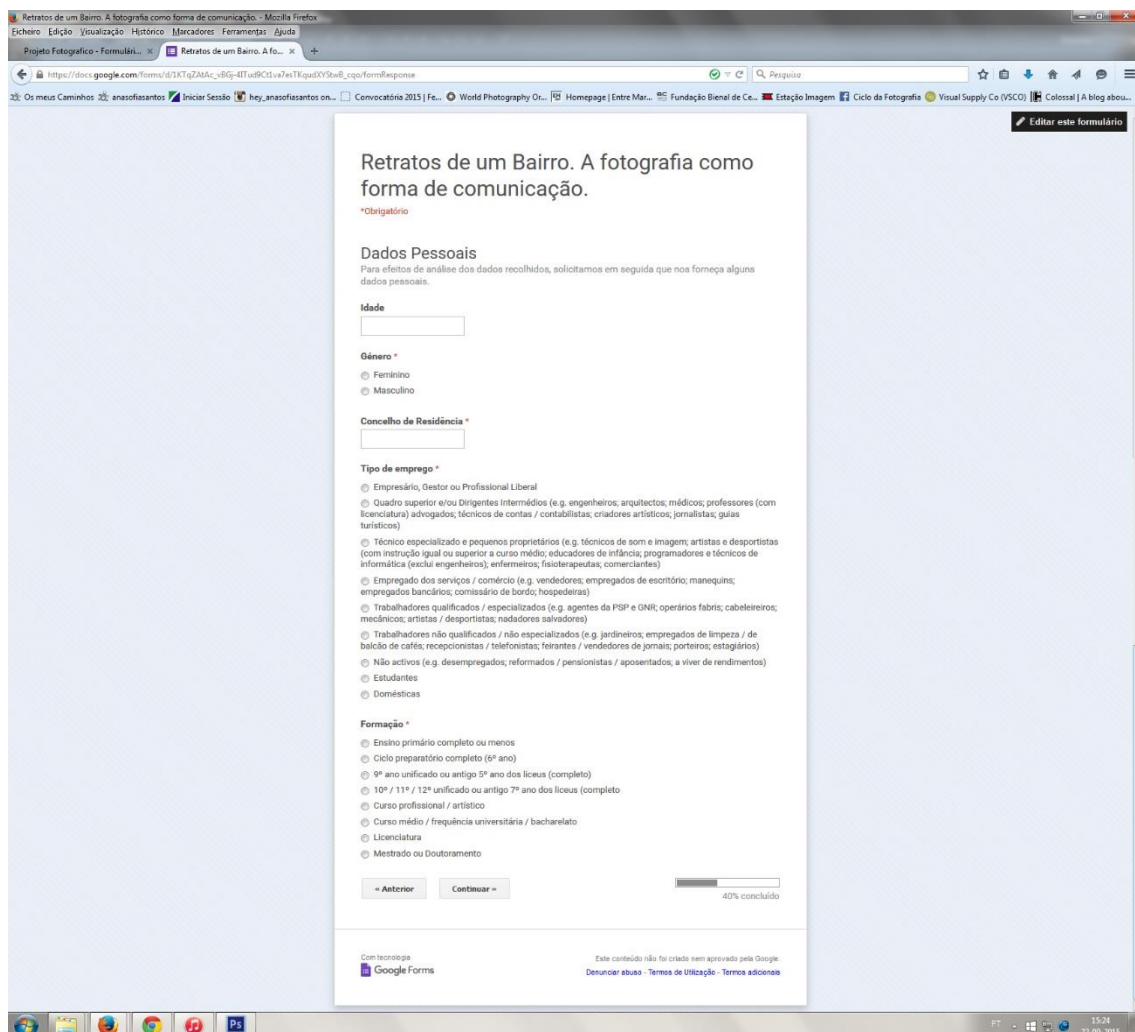 Retratos de um Bairro. A fotografia como forma de comunicação. - Mozilla Firefox
Ficheiro Edição Visualização Histórico Marcadores Ferramentas Ajuda
Projeto Fotografico - Formulári... × Retratos de um Bairro. A fo... × +
Pesquisa
Os meus Caminhos anasofiasantos Iniciar Sessão hey_anasofiasantos on... Convocatória 2015 | Fe... World Photography Or... Homepage | Entre Mar... Fundação Bienal de Ce... Estação Imagem Ciclo da Fotografia Visual Supply Co (VSCO) Colossal | A blog abou...
Editar este formulário
Retratos de um Bairro. A fotografia como
forma de comunicação.
*Obrigatório
Dados Pessoais
Para efeitos de análise dos dados recolhidos, solicitamos em seguida que nos forneça alguns
dados pessoais.
Idade
Género *
Feminino
Masculino
Concelho de Residência *
Tipo de emprego *
Empresário, Gestor ou Profissional Liberal
Quadro superior e/ou Dirigentes Intermédios (e.g. engenheiros; arquitectos; médicos; professores (com
licenciatura) advogados; técnicos de contas / contabilistas; criadores artísticos; jornalistas; guias
turísticos)
Técnico especializado e pequenos proprietários (e.g. técnicos de som e imagem; artistas e desportistas
(com instrução igual ou superior a curso médio; educadores de infância; programadores e técnicos de
informática (exclui engenheiros); enfermeiros; fisioterapeutas; comerciantes)
Empregado dos serviços / comércio (e.g. vendedores; empregados de escritório; manequins;
empregados bancários; comissário de bordo; hospedeiras)
Trabalhadores qualificados / especializados (e.g. agentes da PSP e GNR; operários fabris; cabeleireiros;
mecânicos; artistas / desportistas; nadadores salvadores)
Trabalhadores não qualificados / não especializados (e.g. jardineiros; empregados de limpeza / de
balcão de cafés; recepcionistas / telefonistas; feirantes / vendedores de jornais; porteiros; estagiários)
Não activos (e.g. desempregados; reformados / pensionistas / aposentados; a viver de rendimentos)
Estudantes
Domésticas
Formação *
Ensino primário completo ou menos
Ciclo preparatório completo (6º ano)
9º ano unificado ou antigo 5º ano dos liceus (completo)
10º / 11º / 12º unificado ou antigo 7º ano dos liceus (completo
Curso profissional / artístico
Curso médio / frequência universitária / bacharelato
Licenciatura
Mestrado ou Doutoramento
« Anterior Continuar »
40% concluído
Com tecnologia
Google Forms
Este conteúdo não foi criado nem aprovado pela Google.
Denunciar abuso - Termos de Utilização - Termos adicionais
Ps
PT
15:24